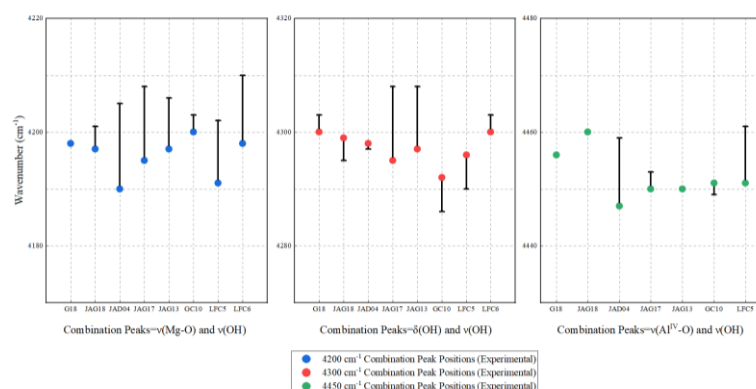 4220
4200
4180
Wavenumber (cm⁻¹)
G18 JAG18 JAD04 JAG17 JAG13 GC10 LFC5 LFC6
Combination Peaks=ν(Mg-O) and ν(OH)
4320
4300
4280
G18 JAG18 JAD04 JAG17 JAG13 GC10 LFC5 LFC6
Combination Peaks=δ(OH) and ν(OH)
4480
4460
4440
G18 JAG18 JAD04 JAG17 JAG13 GC10 LFC5
Combination Peaks=ν(Alᴵⱽ-O) and ν(OH)
4200 cm⁻¹ Combination Peak Positions (Experimental)
4300 cm⁻¹ Combination Peak Positions (Experimental)
4450 cm⁻¹ Combination Peak Positions (Experimental)